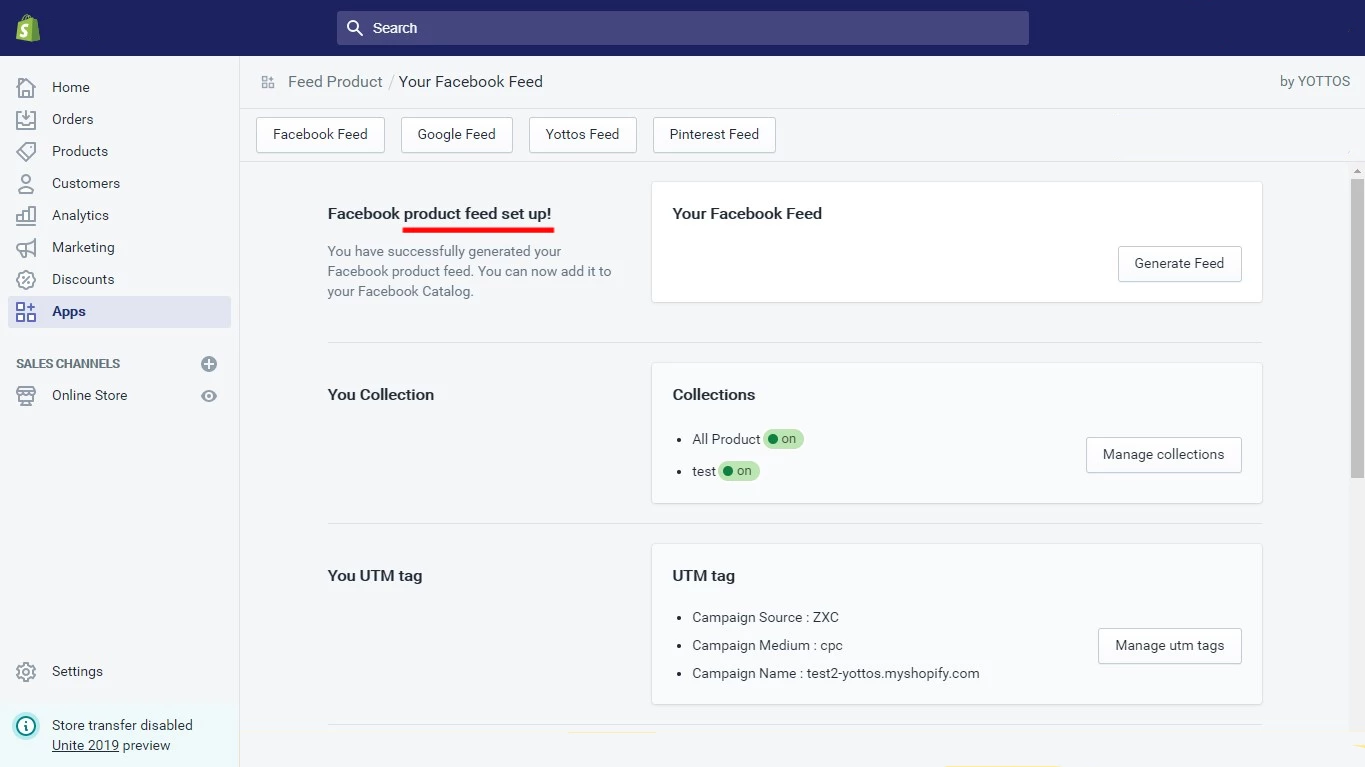 Search
Home
Orders
Products
Customers
Analytics
Marketing
Discounts
Apps
SALES CHANNELS
Online Store
Settings
Store transfer disabled
Unite 2019 preview
Feed Product / Your Facebook Feed
by YOTTOS
Facebook Feed
Google Feed
Yottos Feed
Pinterest Feed
Facebook product feed set up!
You have successfully generated your
Facebook product feed. You can now add it to
your Facebook Catalog.
Your Facebook Feed
Generate Feed
You Collection
Collections
• All Product on
• test on
Manage collections
You UTM tag
UTM tag
• Campaign Source : ZXC
• Campaign Medium : cpc
• Campaign Name : test2-yottos.myshopify.com
Manage utm tags